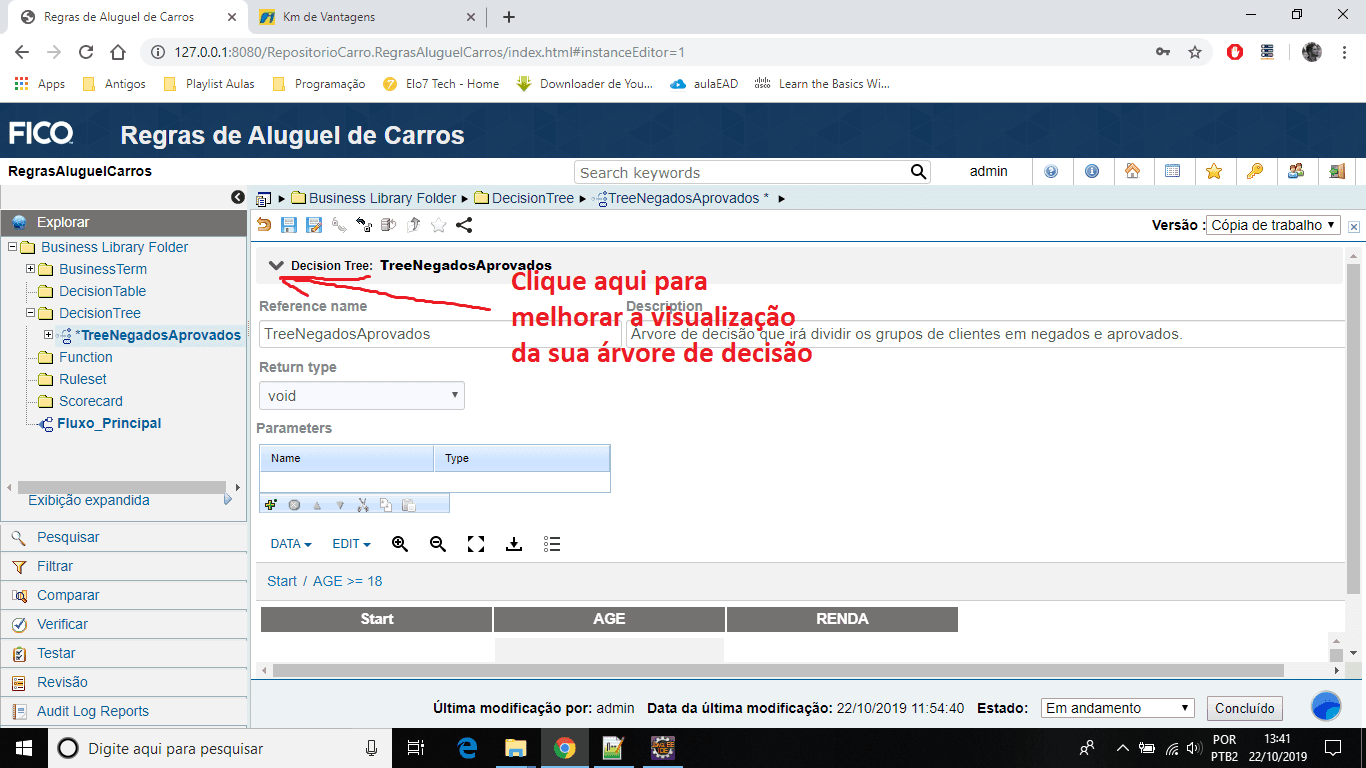 Regras de Aluguel de Carros
Km de Vantagens
127.0.0.1:8080/RepositorioCarro.RegrasAluguelCarros/index.html#instanceEditor=1
Apps
Antigos
Playlist Aulas
Programação
Elo7 Tech - Home
Downloader de You...
aulaEAD
Learn the Basics Wi...
FICO
Regras de Aluguel de Carros
RegrasAluguelCarros
Search keywords
admin
Business Library Folder
DecisionTree
TreeNegadosAprovados *
Explorar
Versão :
Cópia de trabalho
Business Library Folder
BusinessTerm
DecisionTable
DecisionTree
*TreeNegadosAprovados
Function
Ruleset
Scorecard
Fluxo_Principal
Exibição expandida
Pesquisar
Filtrar
Comparar
Verificar
Testar
Revisão
Audit Log Reports
Decision Tree: TreeNegadosAprovados
Clique aqui para
melhorar a visualização
da sua árvore de decisão
Reference name
Description
TreeNegadosAprovados
Árvore de decisão que irá dividir os grupos de clientes em negados e aprovados.
Return type
void
Parameters
Name
Type
DATA
EDIT
Start / AGE >= 18
Start
AGE
RENDA
Última modificação por: admin
Data da última modificação: 22/10/2019 11:54:40
Estado:
Em andamento
Concluído
Digite aqui para pesquisar
POR
PTB2
13:41
22/10/2019